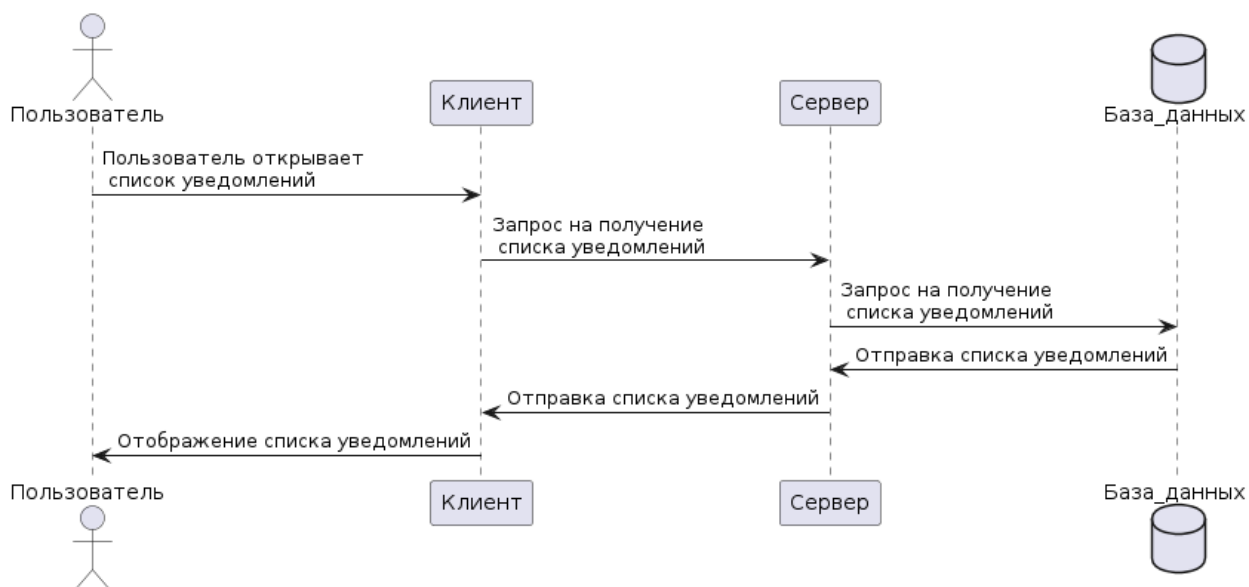 Пользователь
Клиент
Сервер
База_данных
Пользователь открывает
список уведомлений
Запрос на получение
списка уведомлений
Запрос на получение
списка уведомлений
Отправка списка уведомлений
Отправка списка уведомлений
Отображение списка уведомлений
Пользователь
Клиент
Сервер
База_данных